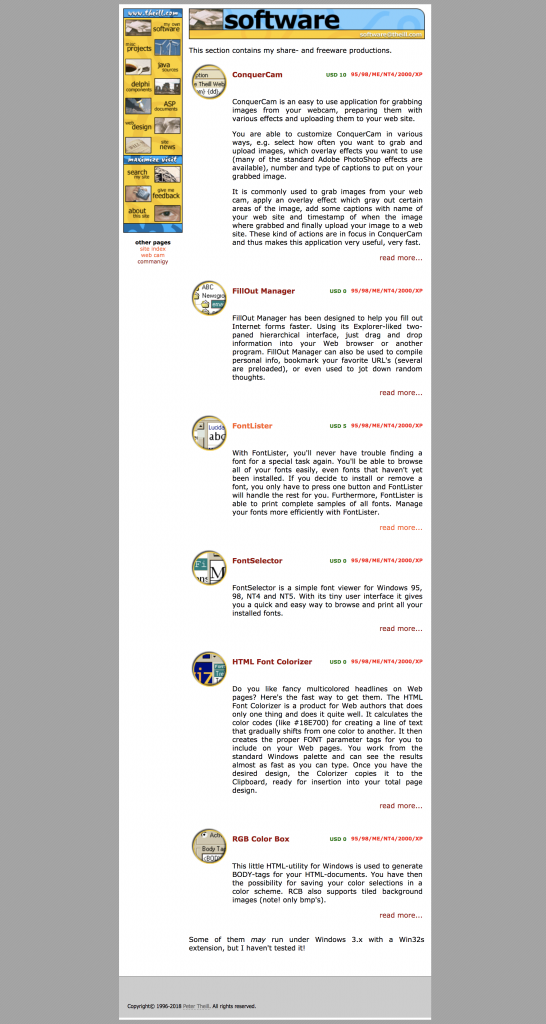 www.theill.com
my own
software
misc
projects
java
sources
delphi
components
ASP
documents
web
design
site
news
maximize visit
search
my site
give me
feedback
about
this site
other pages
site index
web cam
commanigy
software
software@theill.com
This section contains my share- and freeware productions.
ConquerCam USD 10 95/98/ME/NT4/2000/XP
ConquerCam is an easy to use application for grabbing
images from your webcam, preparing them with
various effects and uploading them to your web site.
You are able to customize ConquerCam in various
ways, e.g. select how often you want to grab and
upload images, which overlay effects you want to use
(many of the standard Adobe PhotoShop effects are
available), number and type of captions to put on your
grabbed image.
It is commonly used to grab images from your web
cam, apply an overlay effect which gray out certain
areas of the image, add some captions with name of
your web site and timestamp of when the image
where grabbed and finally upload your image to a web
site. These kind of actions are in focus in ConquerCam
and thus makes this application very useful, very fast.
read more...
FillOut Manager USD 0 95/98/ME/NT4/2000/XP
FillOut Manager has been designed to help you fill out
Internet forms faster. Using its Explorer-liked two-
paned hierarchical interface, just drag and drop
information into your Web browser or another
program. FillOut Manager can also be used to compile
personal info, bookmark your favorite URL's (several
are preloaded), or even used to jot down random
thoughts.
read more...
FontLister USD 5 95/98/ME/NT4/2000/XP
With FontLister, you'll never have trouble finding a
font for a special task again. You'll be able to browse
all of your fonts easily, even fonts that haven't yet
been installed. If you decide to install or remove a
font, you only have to press one button and FontLister
will handle the rest for you. Furthermore, FontLister is
able to print complete samples of all fonts. Manage
your fonts more efficiently with FontLister.
read more...
FontSelector USD 0 95/98/ME/NT4/2000/XP
FontSelector is a simple font viewer for Windows 95,
98, NT4 and NT5. With its tiny user interface it gives
you a quick and easy way to browse and print all your
installed fonts.
read more...
HTML Font Colorizer USD 0 95/98/ME/NT4/2000/XP
Do you like fancy multicolored headlines on Web
pages? Here's the fast way to get them. The HTML
Font Colorizer is a product for Web authors that does
only one thing and does it quite well. It calculates the
color codes (like #18E700) for creating a line of text
that gradually shifts from one color to another. It then
creates the proper FONT parameter tags for you to
include on your Web pages. You work from the
standard Windows palette and can see the results
almost as fast as you can type. Once you have the
desired design, the Colorizer copies it to the
Clipboard, ready for insertion into your total page
design.
read more...
RGB Color Box USD 0 95/98/ME/NT4/2000/XP
This little HTML-utility for Windows is used to generate
BODY-tags for your HTML-documents. You have then
the possibility for saving your color selections in a
color scheme. RCB also supports tiled background
images (note! only bmp's).
read more...
Some of them may run under Windows 3.x with a Win32s
extension, but I haven't tested it!
Copyright© 1996-2018 Peter Theill. All rights reserved.